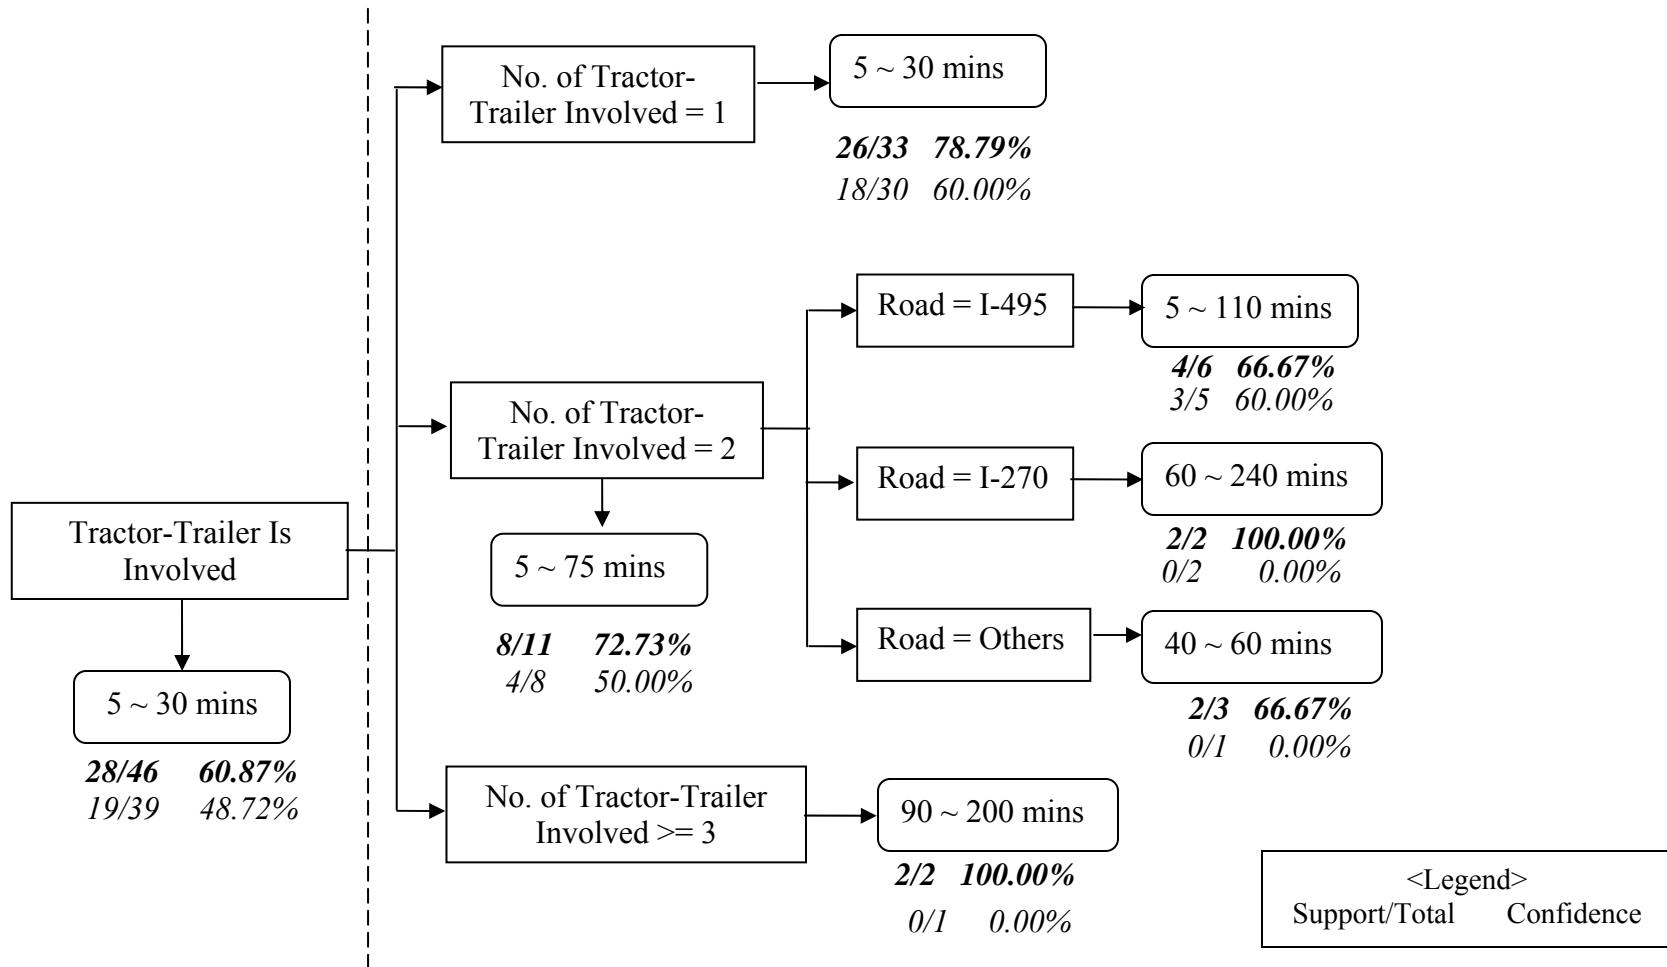 No. of Tractor-
Trailer Involved = 1
5 ~ 30 mins
26/33 78.79%
18/30 60.00%
Road = I-495
5 ~ 110 mins
4/6 66.67%
3/5 60.00%
No. of Tractor-
Trailer Involved = 2
Road = I-270
60 ~ 240 mins
2/2 100.00%
0/2 0.00%
Tractor-Trailer Is
Involved
5 ~ 75 mins
8/11 72.73%
4/8 50.00%
Road = Others
40 ~ 60 mins
2/3 66.67%
0/1 0.00%
5 ~ 30 mins
28/46 60.87%
19/39 48.72%
No. of Tractor-Trailer
Involved >= 3
90 ~ 200 mins
2/2 100.00%
0/1 0.00%
<Legend>
Support/Total Confidence